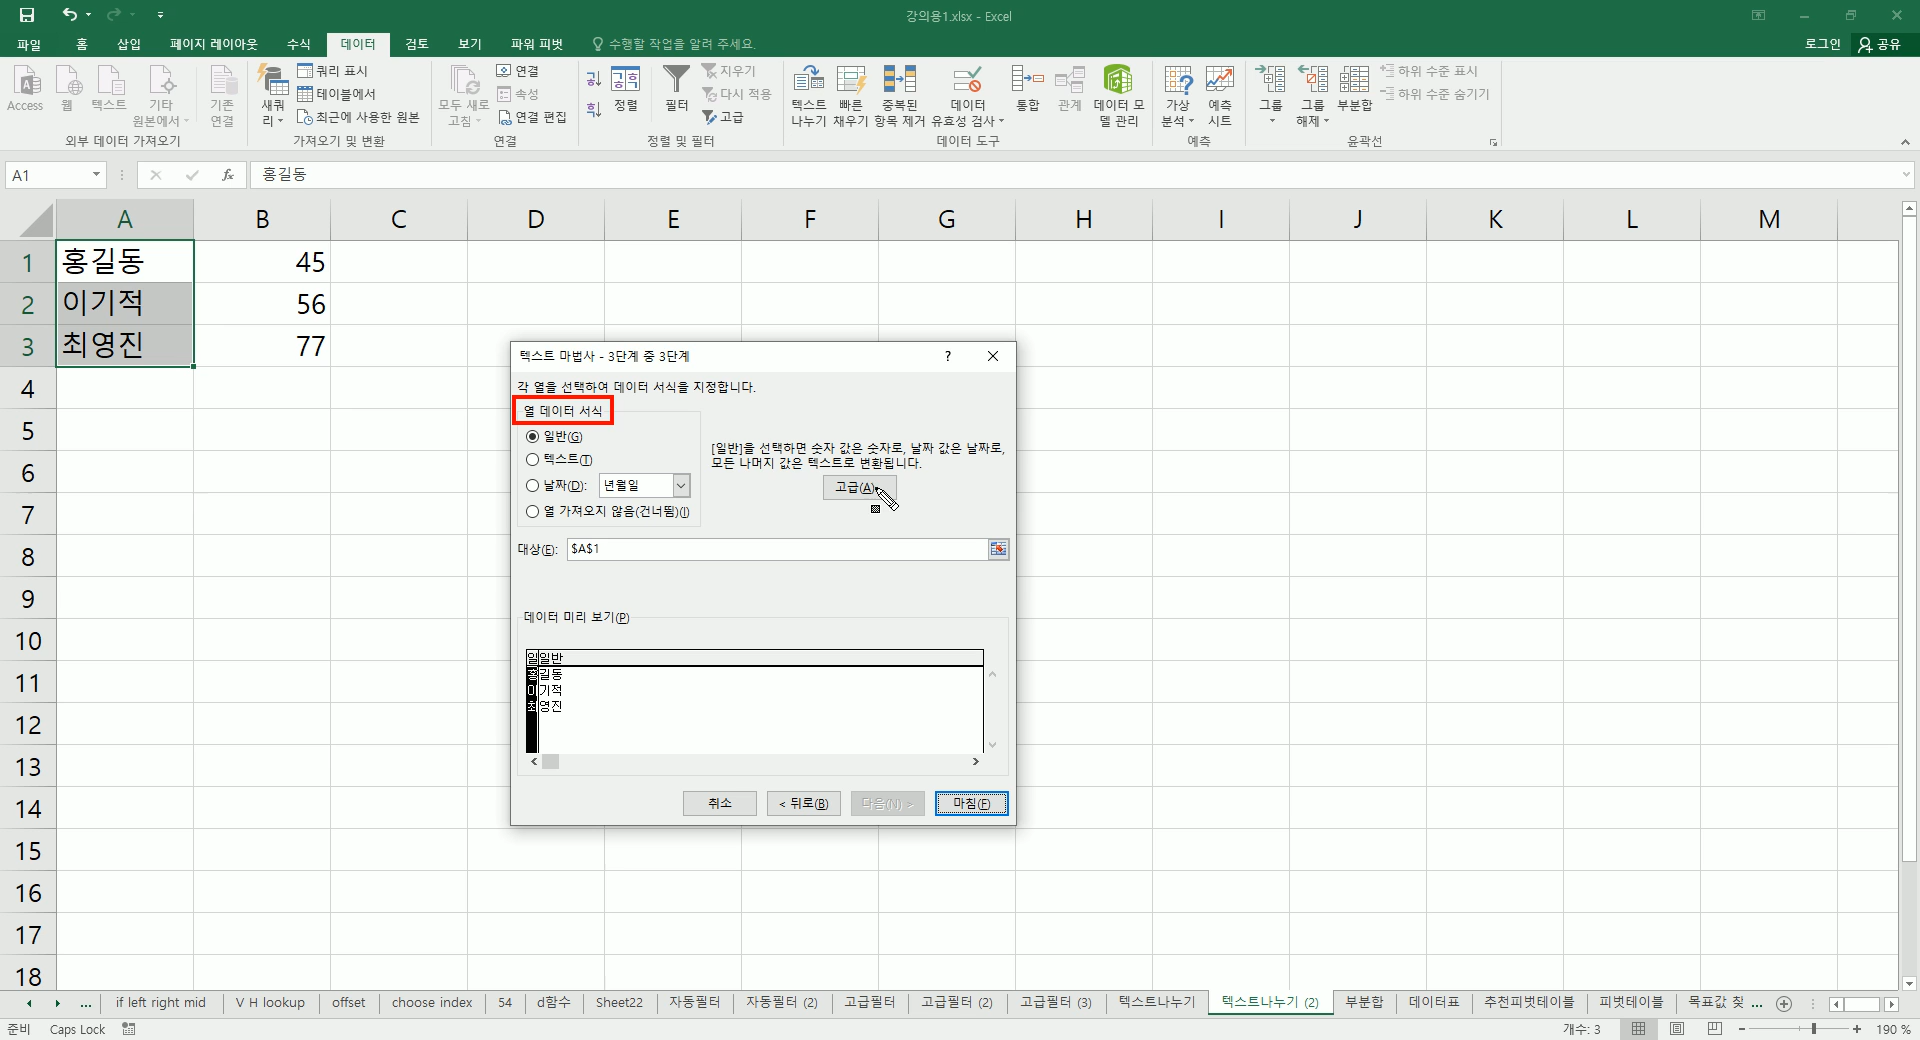 강의용1.xlsx - Excel
파일 홈 삽입 페이지 레이아웃 수식 데이터 검토 보기 파워 피벗 수행할 작업을 알려 주세요. 로그인 공유
Access 웹 텍스트 기타 원본에서 기존 연결
외부 데이터 가져오기
새 쿼리 쿼리 표시
테이블에서
최근에 사용한 원본
가져오기 및 변환
모두 새로 고침 연결
속성
연결 편집
연결
정렬 필터 지우기
다시 적용
고급
정렬 및 필터
텍스트 나누기 빠른 채우기 중복된 항목 제거 데이터 유효성 검사 통합 관계 데이터 모델 관리
데이터 도구
가상 분석 예측 시트
예측
그룹 그룹 해제 부분합 하위 수준 표시
하위 수준 숨기기
윤곽선
A1 fx 홍길동
A B C D E F G H I J K L M
1 홍길동 45
2 이기적 56
3 최영진 77
4
5
6
7
8
9
10
11
12
13
14
15
16
17
18
텍스트 마법사 - 3단계 중 3단계 ?
각 열을 선택하여 데이터 서식을 지정합니다.
열 데이터 서식
일반(G)
텍스트(T)
날짜(D): 년월일
열 가져오지 않음(건너뜀)(I)
[일반]을 선택하면 숫자 값은 숫자로, 날짜 값은 날짜로,
모든 나머지 값은 텍스트로 변환됩니다.
고급(A)
대상(E): $A$1
데이터 미리 보기(P)
일 일반
홍 길동
이 기적
최 영진
취소 < 뒤로(B) 다음(N) > 마침(F)
... if left right mid V H lookup offset choose index 54 d함수 Sheet22 자동필터 자동필터 (2) 고급필터 고급필터 (2) 고급필터 (3) 텍스트나누기 텍스트나누기 (2) 부분합 데이터표 추천피벗테이블 피벗테이블 목표값 찾 ...
준비 Caps Lock 개수: 3 190 %